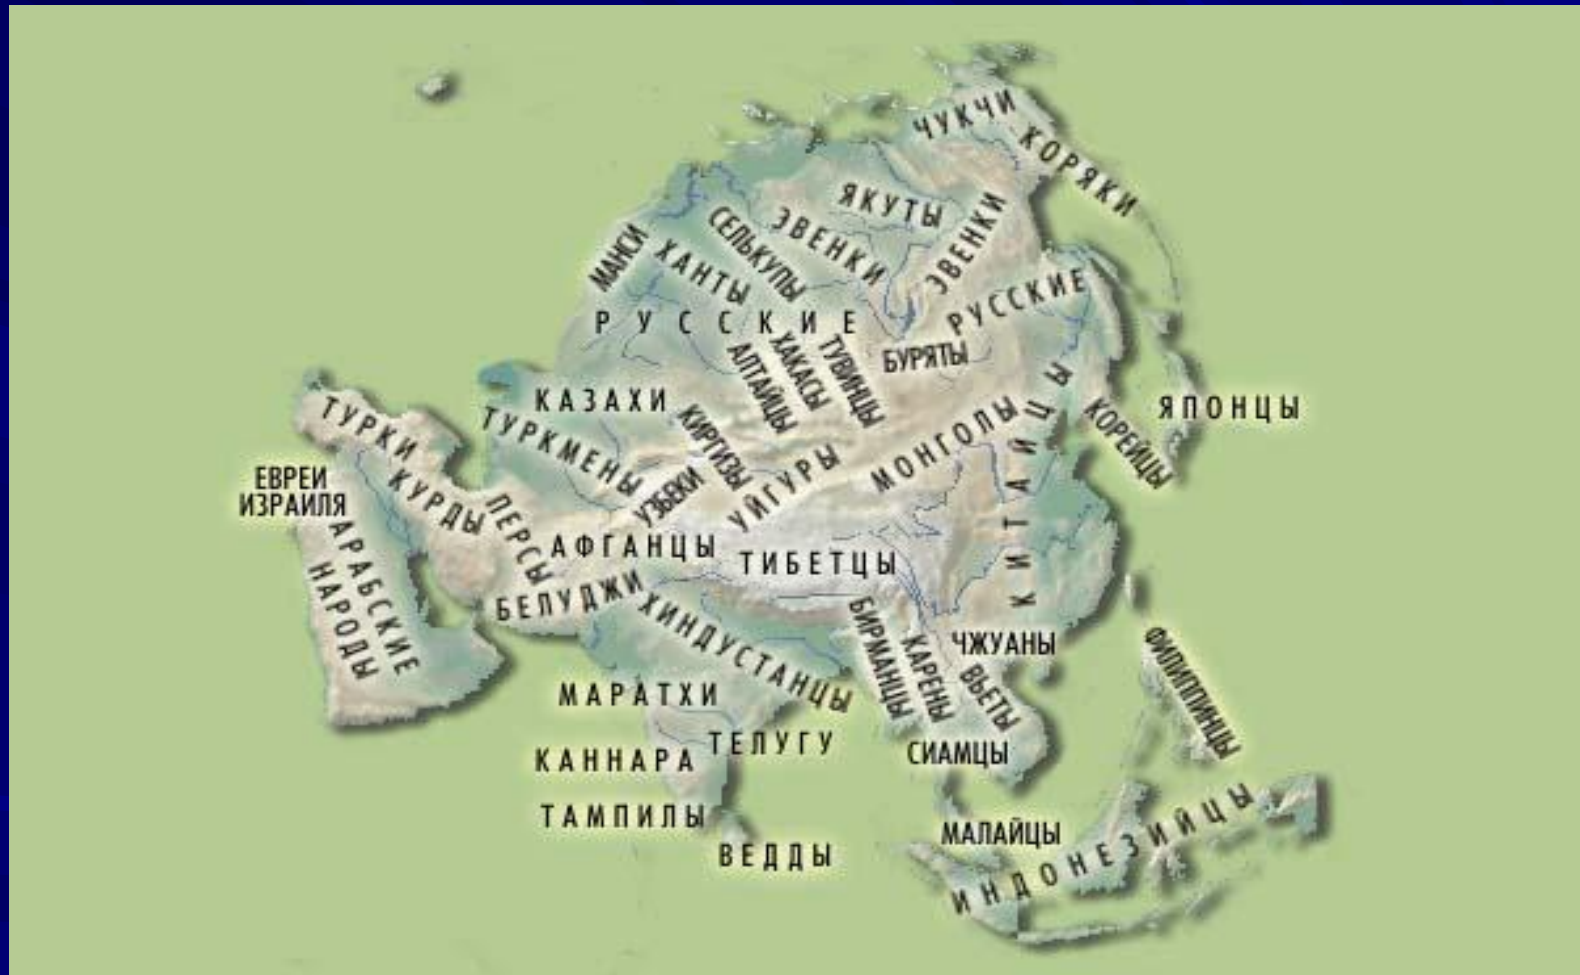 ЧУКЧИ
КОРЯКИ
ЯКУТЫ
ЭВЕНКИ
ЭВЕНКИ
СЕЛЬКУПЫ
МАНСИ
ХАНТЫ
РУССКИЕ
РУССКИЕ
АЛТАЙЦЫ
ХАКАСЫ
ТУВИНЦЫ
БУРЯТЫ
КАЗАХИ
ТУРКМЕНЫ
КИРГИЗЫ
УЗБЕКИ
УЙГУРЫ
МОНГОЛЫ
КИТАЙЦЫ
КОРЕЙЦЫ
ЯПОНЦЫ
ТУРКИ
КУРДЫ
ЕВРЕИ
ИЗРАИЛЯ
АРАБСКИЕ
НАРОДЫ
ПЕРСЫ
АФГАНЦЫ
ТИБЕТЦЫ
БЕЛУДЖИ
ХИНДУСТАНЦЫ
БИРМАНЦЫ
КАРЕНЫ
ЧЖУАНЫ
ВЬЕТЫ
ФИЛИППИНЦЫ
МАРАТХИ
ТЕЛУГУ
КАННАРА
СИАМЦЫ
ТАМПИЛЫ
ВЕДДЫ
МАЛАЙЦЫ
ИНДОНЕЗИЙЦЫ